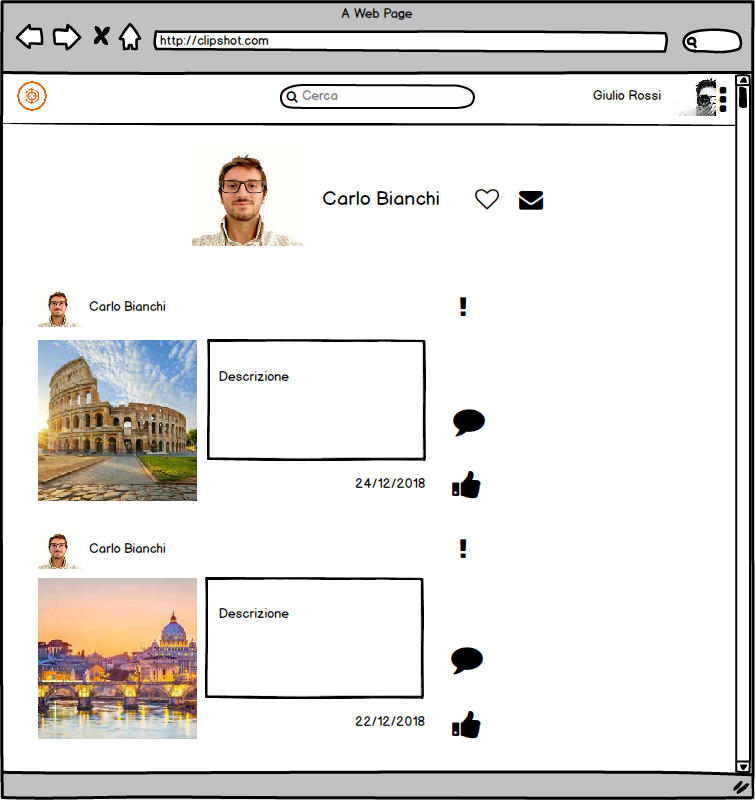 A Web Page
http://clipshot.com
Cerca
Giulio Rossi
Carlo Bianchi
Carlo Bianchi
Descrizione
24/12/2018
Carlo Bianchi
Descrizione
22/12/2018